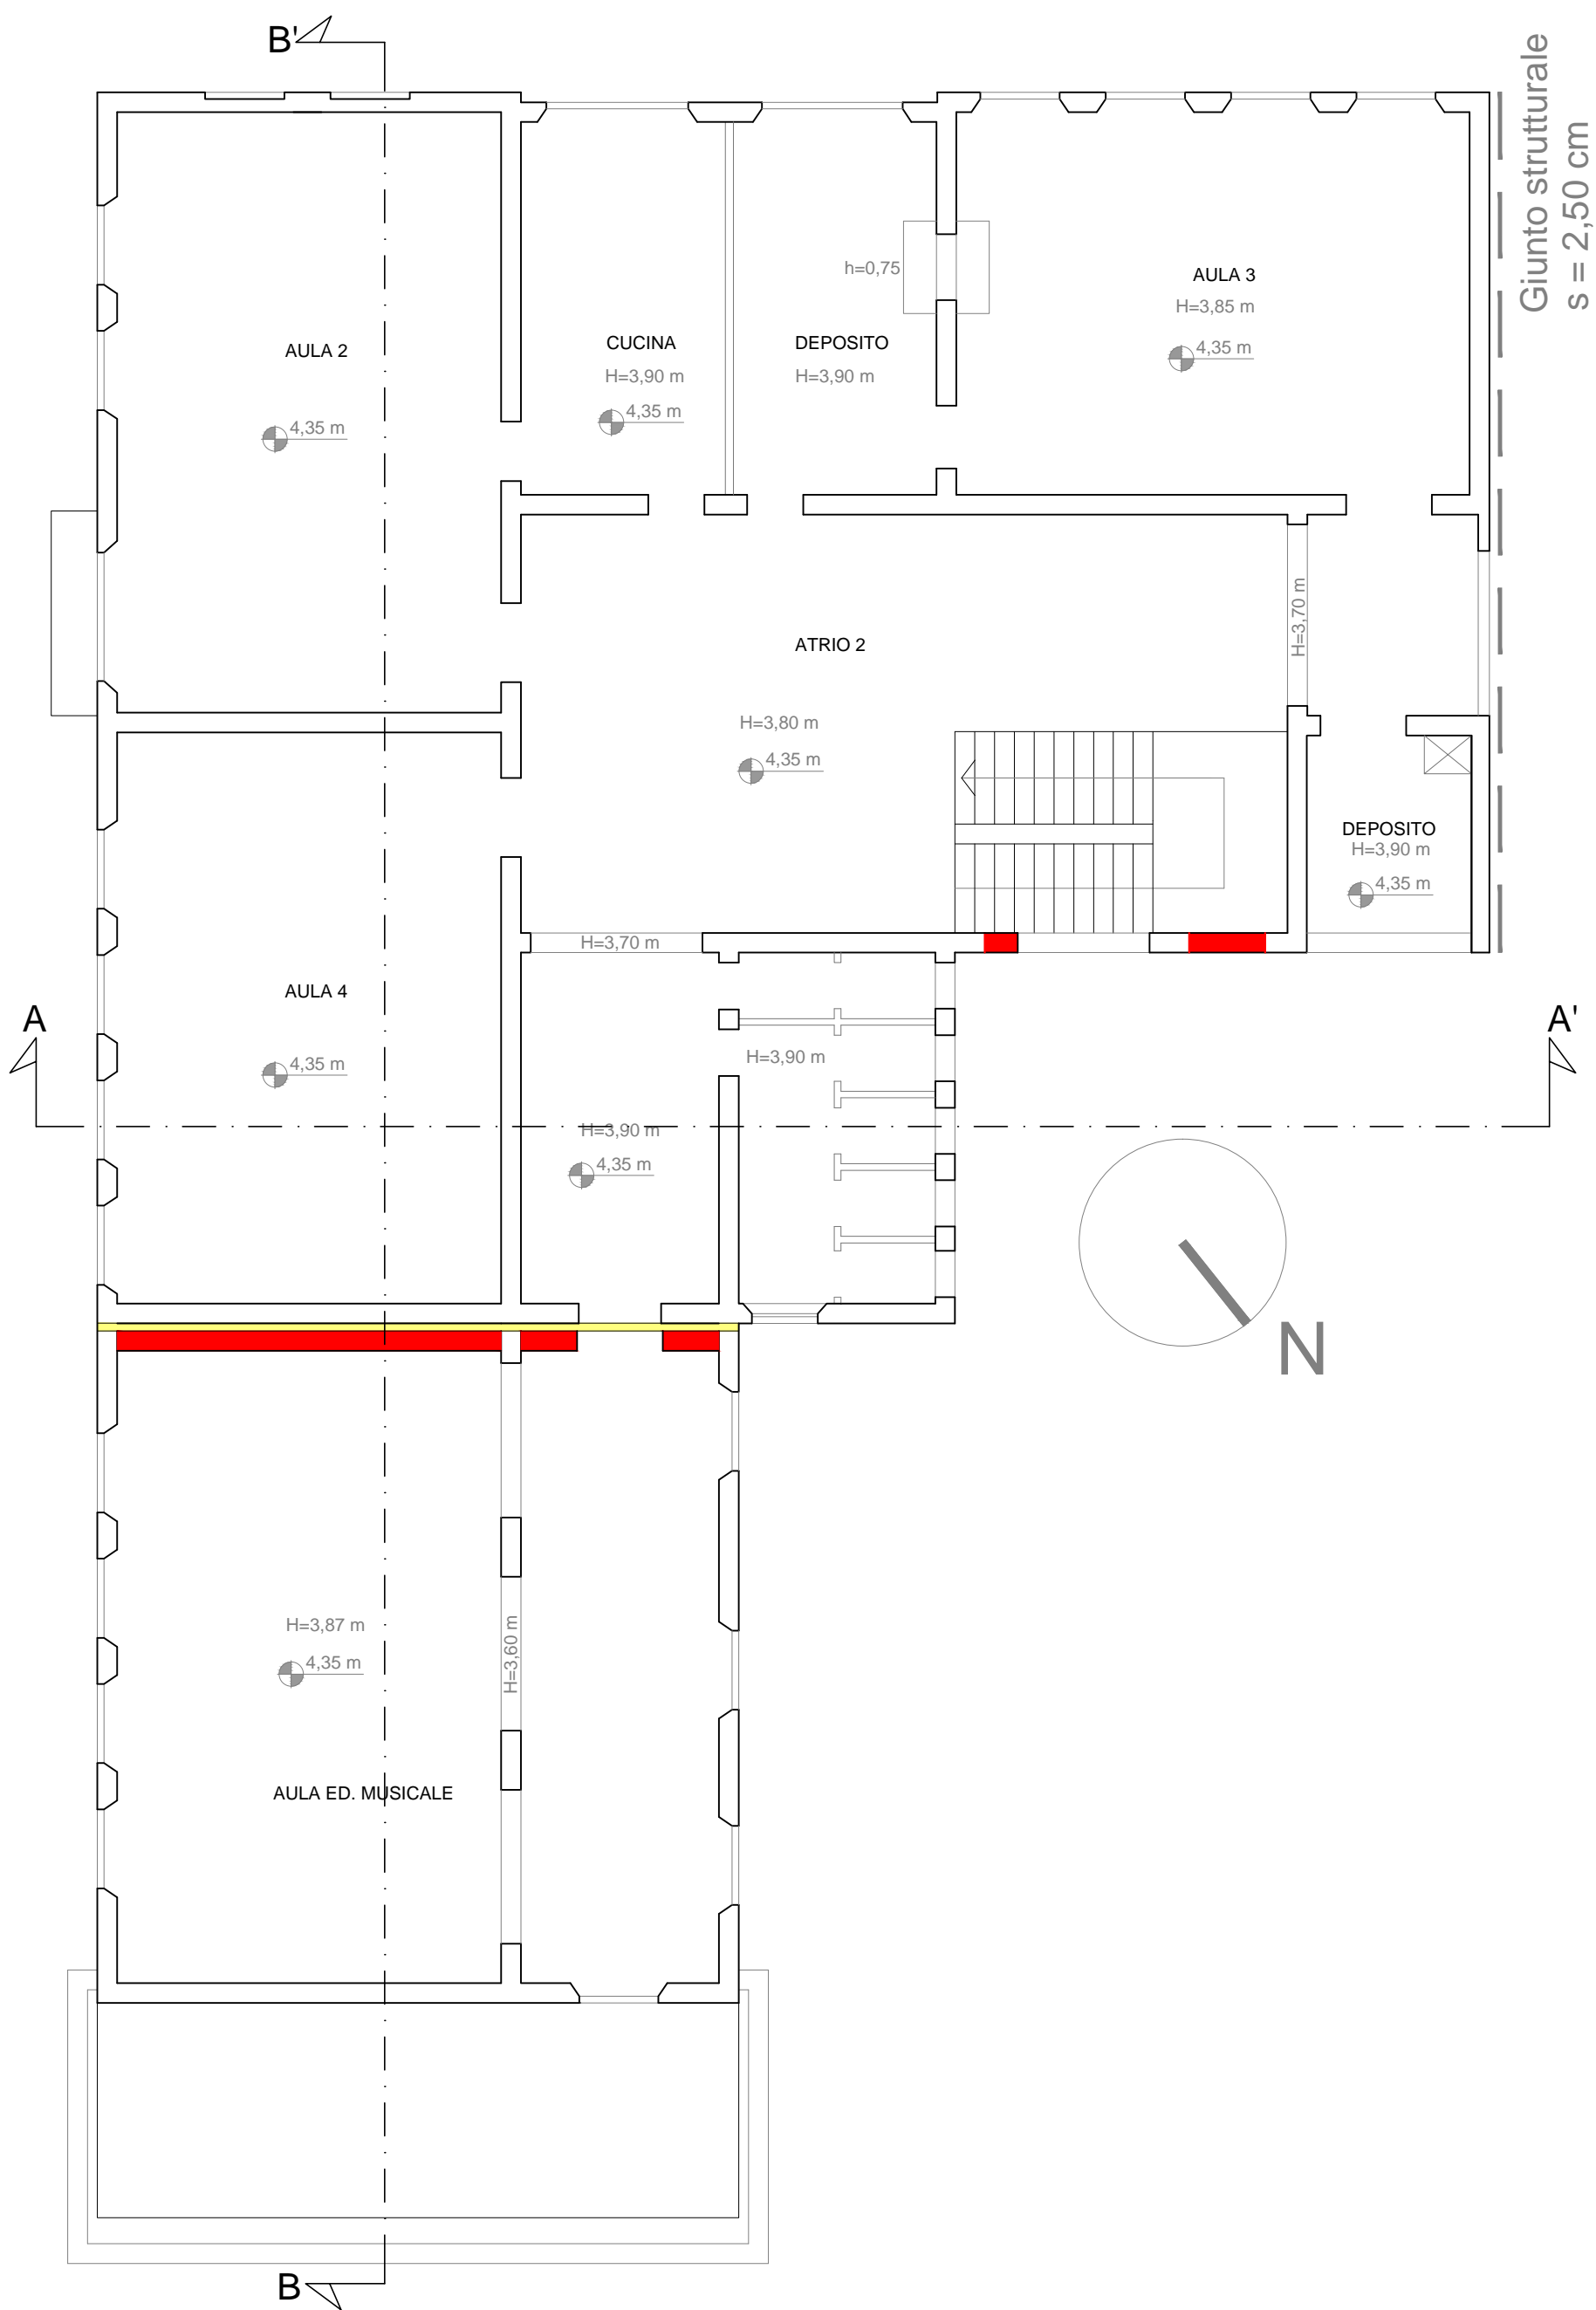 B'
Giunto strutturale
s = 2,50 cm
h=0,75
AULA 3
H=3,85 m
4,35 m
AULA 2
4,35 m
CUCINA
H=3,90 m
4,35 m
DEPOSITO
H=3,90 m
H=3,70 m
ATRIO 2
H=3,80 m
4,35 m
DEPOSITO
H=3,90 m
4,35 m
H=3,70 m
AULA 4
4,35 m
A
A'
H=3,90 m
H=3,90 m
4,35 m
N
H=3,87 m
4,35 m
H=3,60 m
AULA ED. MUSICALE
B